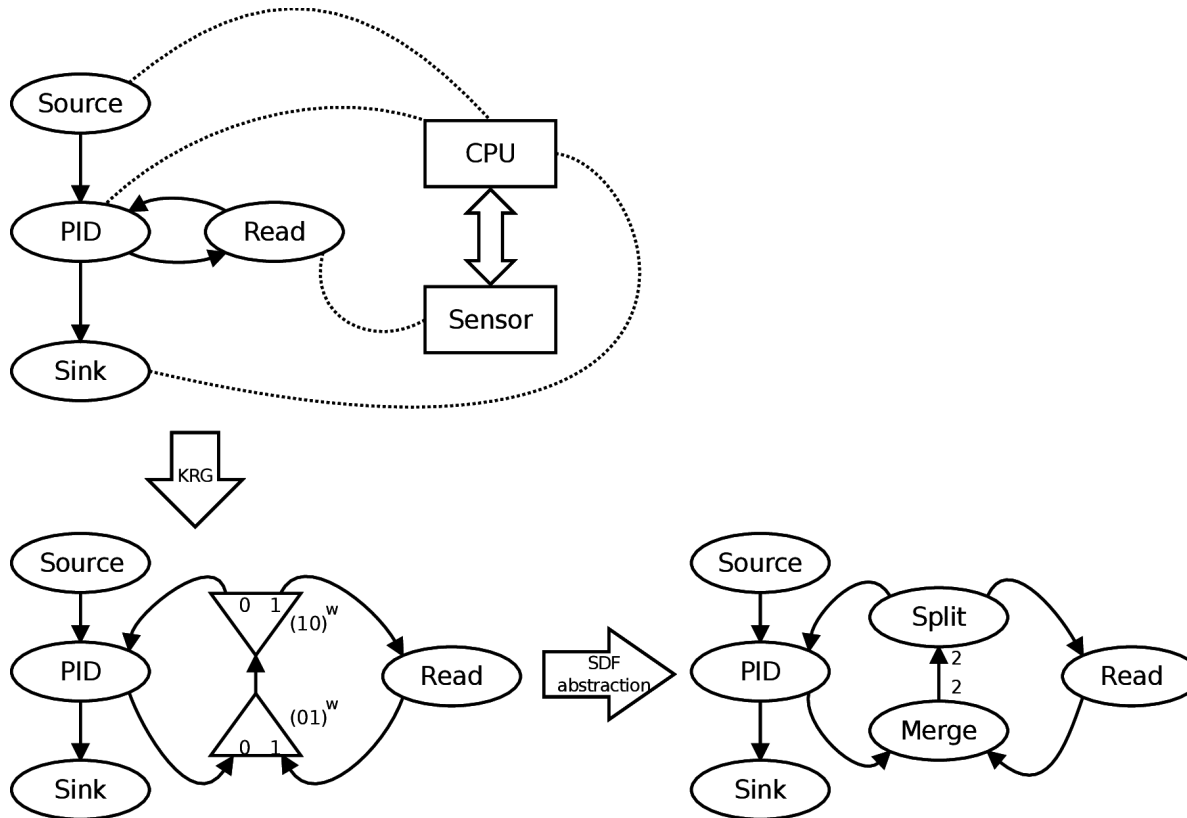 Source
CPU
PID
Read
Sensor
Sink
KRG
Source
0 1
(10)^w
PID
Read
(01)^w
0 1
Sink
SDF
abstraction
Source
Split
PID
2
Read
2
Merge
Sink